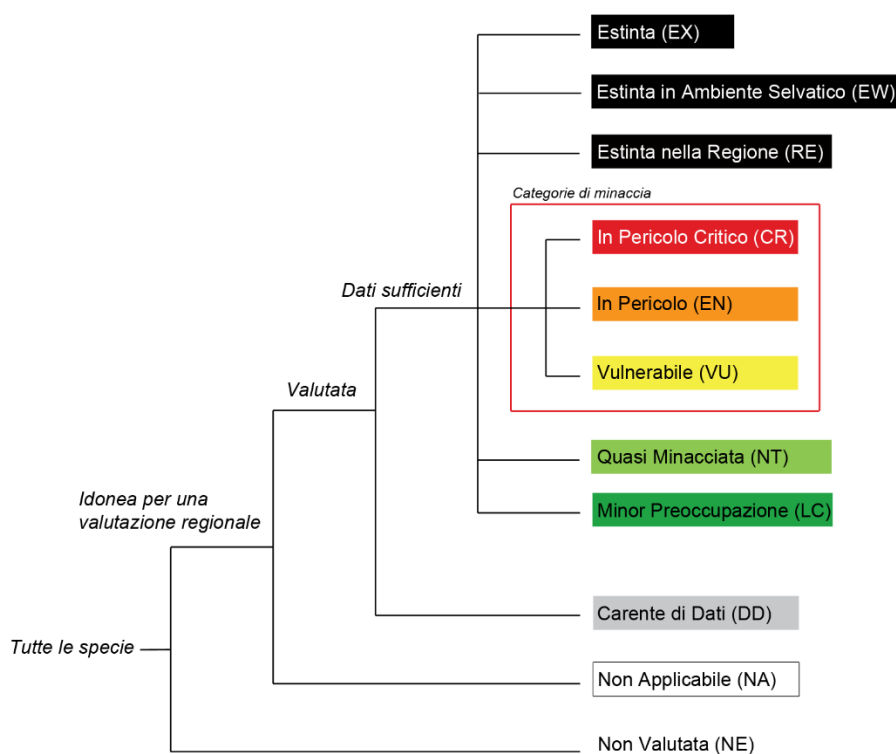 Estinta (EX)
Estinta in Ambiente Selvatico (EW)
Estinta nella Regione (RE)
Categorie di minaccia
In Pericolo Critico (CR)
Dati sufficienti
In Pericolo (EN)
Vulnerabile (VU)
Valutata
Quasi Minacciata (NT)
Idonea per una
valutazione regionale
Minor Preoccupazione (LC)
Carente di Dati (DD)
Tutte le specie
Non Applicabile (NA)
Non Valutata (NE)